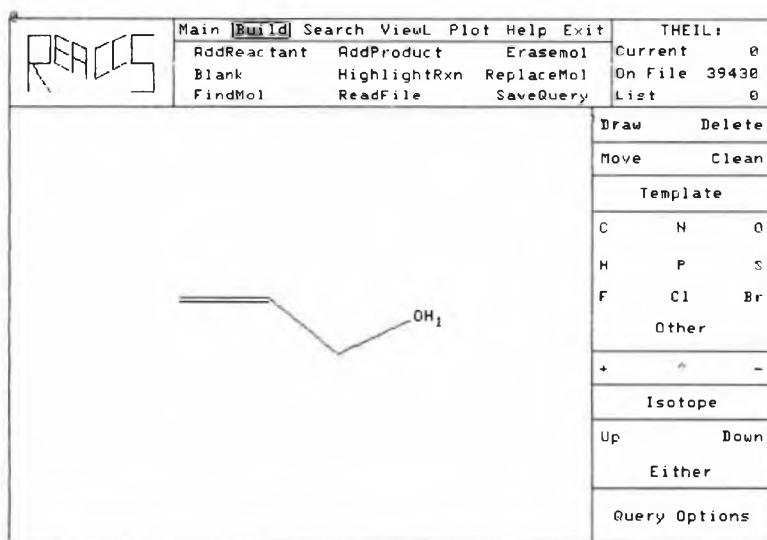 REACCS
Main Build Search ViewL Plot Help Exit
AddReactant AddProduct Erasemol
Blank HighlightRxn ReplaceMol
FindMol ReadFile SaveQuery
THEIL:
Current 0
On File 39430
List 0
Draw Delete
Move Clean
Template
C N O
H P S
F Cl Br
Other
+ ^ -
Isotope
Up Down
Either
Query Options
OH1